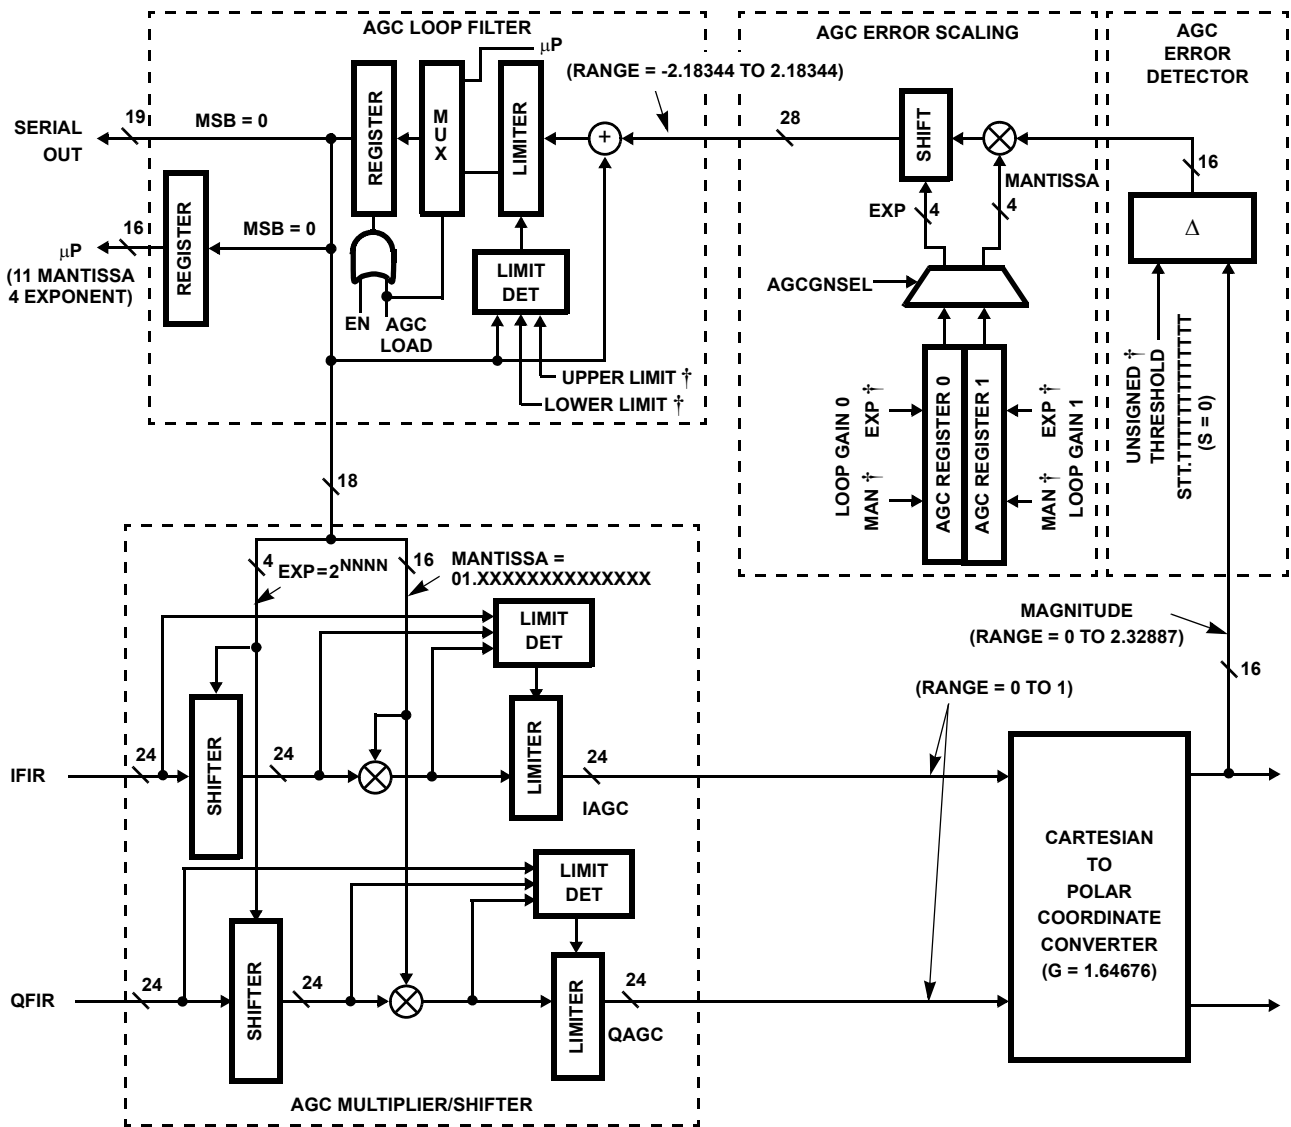 AGC LOOP FILTER
µP
(RANGE = -2.18344 TO 2.18344)
AGC ERROR SCALING
AGC
ERROR
DETECTOR
SERIAL
OUT
19
MSB = 0
REGISTER
MUX
LIMITER
+
28
SHIFT
MANTISSA
EXP
4
4
16
Δ
µP
16
(11 MANTISSA
4 EXPONENT)
REGISTER
MSB = 0
EN
AGC
LOAD
LIMIT
DET
UPPER LIMIT †
LOWER LIMIT †
AGCGNSEL
LOOP GAIN 0
EXP †
MAN †
AGC REGISTER 0
AGC REGISTER 1
EXP †
MAN †
LOOP GAIN 1
UNSIGNED †
THRESHOLD
STT.TTTTTTTTTTTTT
(S = 0)
18
4
EXP=2^NNNN
16
MANTISSA =
01.XXXXXXXXXXXXXX
LIMIT
DET
MAGNITUDE
(RANGE = 0 TO 2.32887)
16
(RANGE = 0 TO 1)
IFIR
24
SHIFTER
24
LIMITER
24
IAGC
LIMIT
DET
QFIR
24
SHIFTER
24
LIMITER
24
QAGC
CARTESIAN
TO
POLAR
COORDINATE
CONVERTER
(G = 1.64676)
AGC MULTIPLIER/SHIFTER